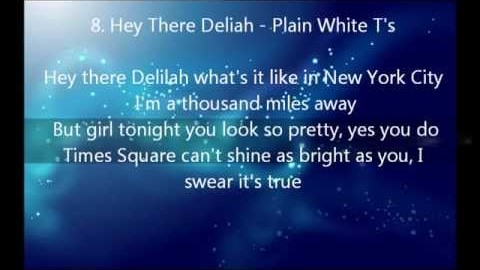 8. Hey There Deliah - Plain White T's
Hey there Delilah what's it like in New York City
I'm a thousand miles away
But girl tonight you look so pretty, yes you do
Times Square can't shine as bright as you, I
swear it's true